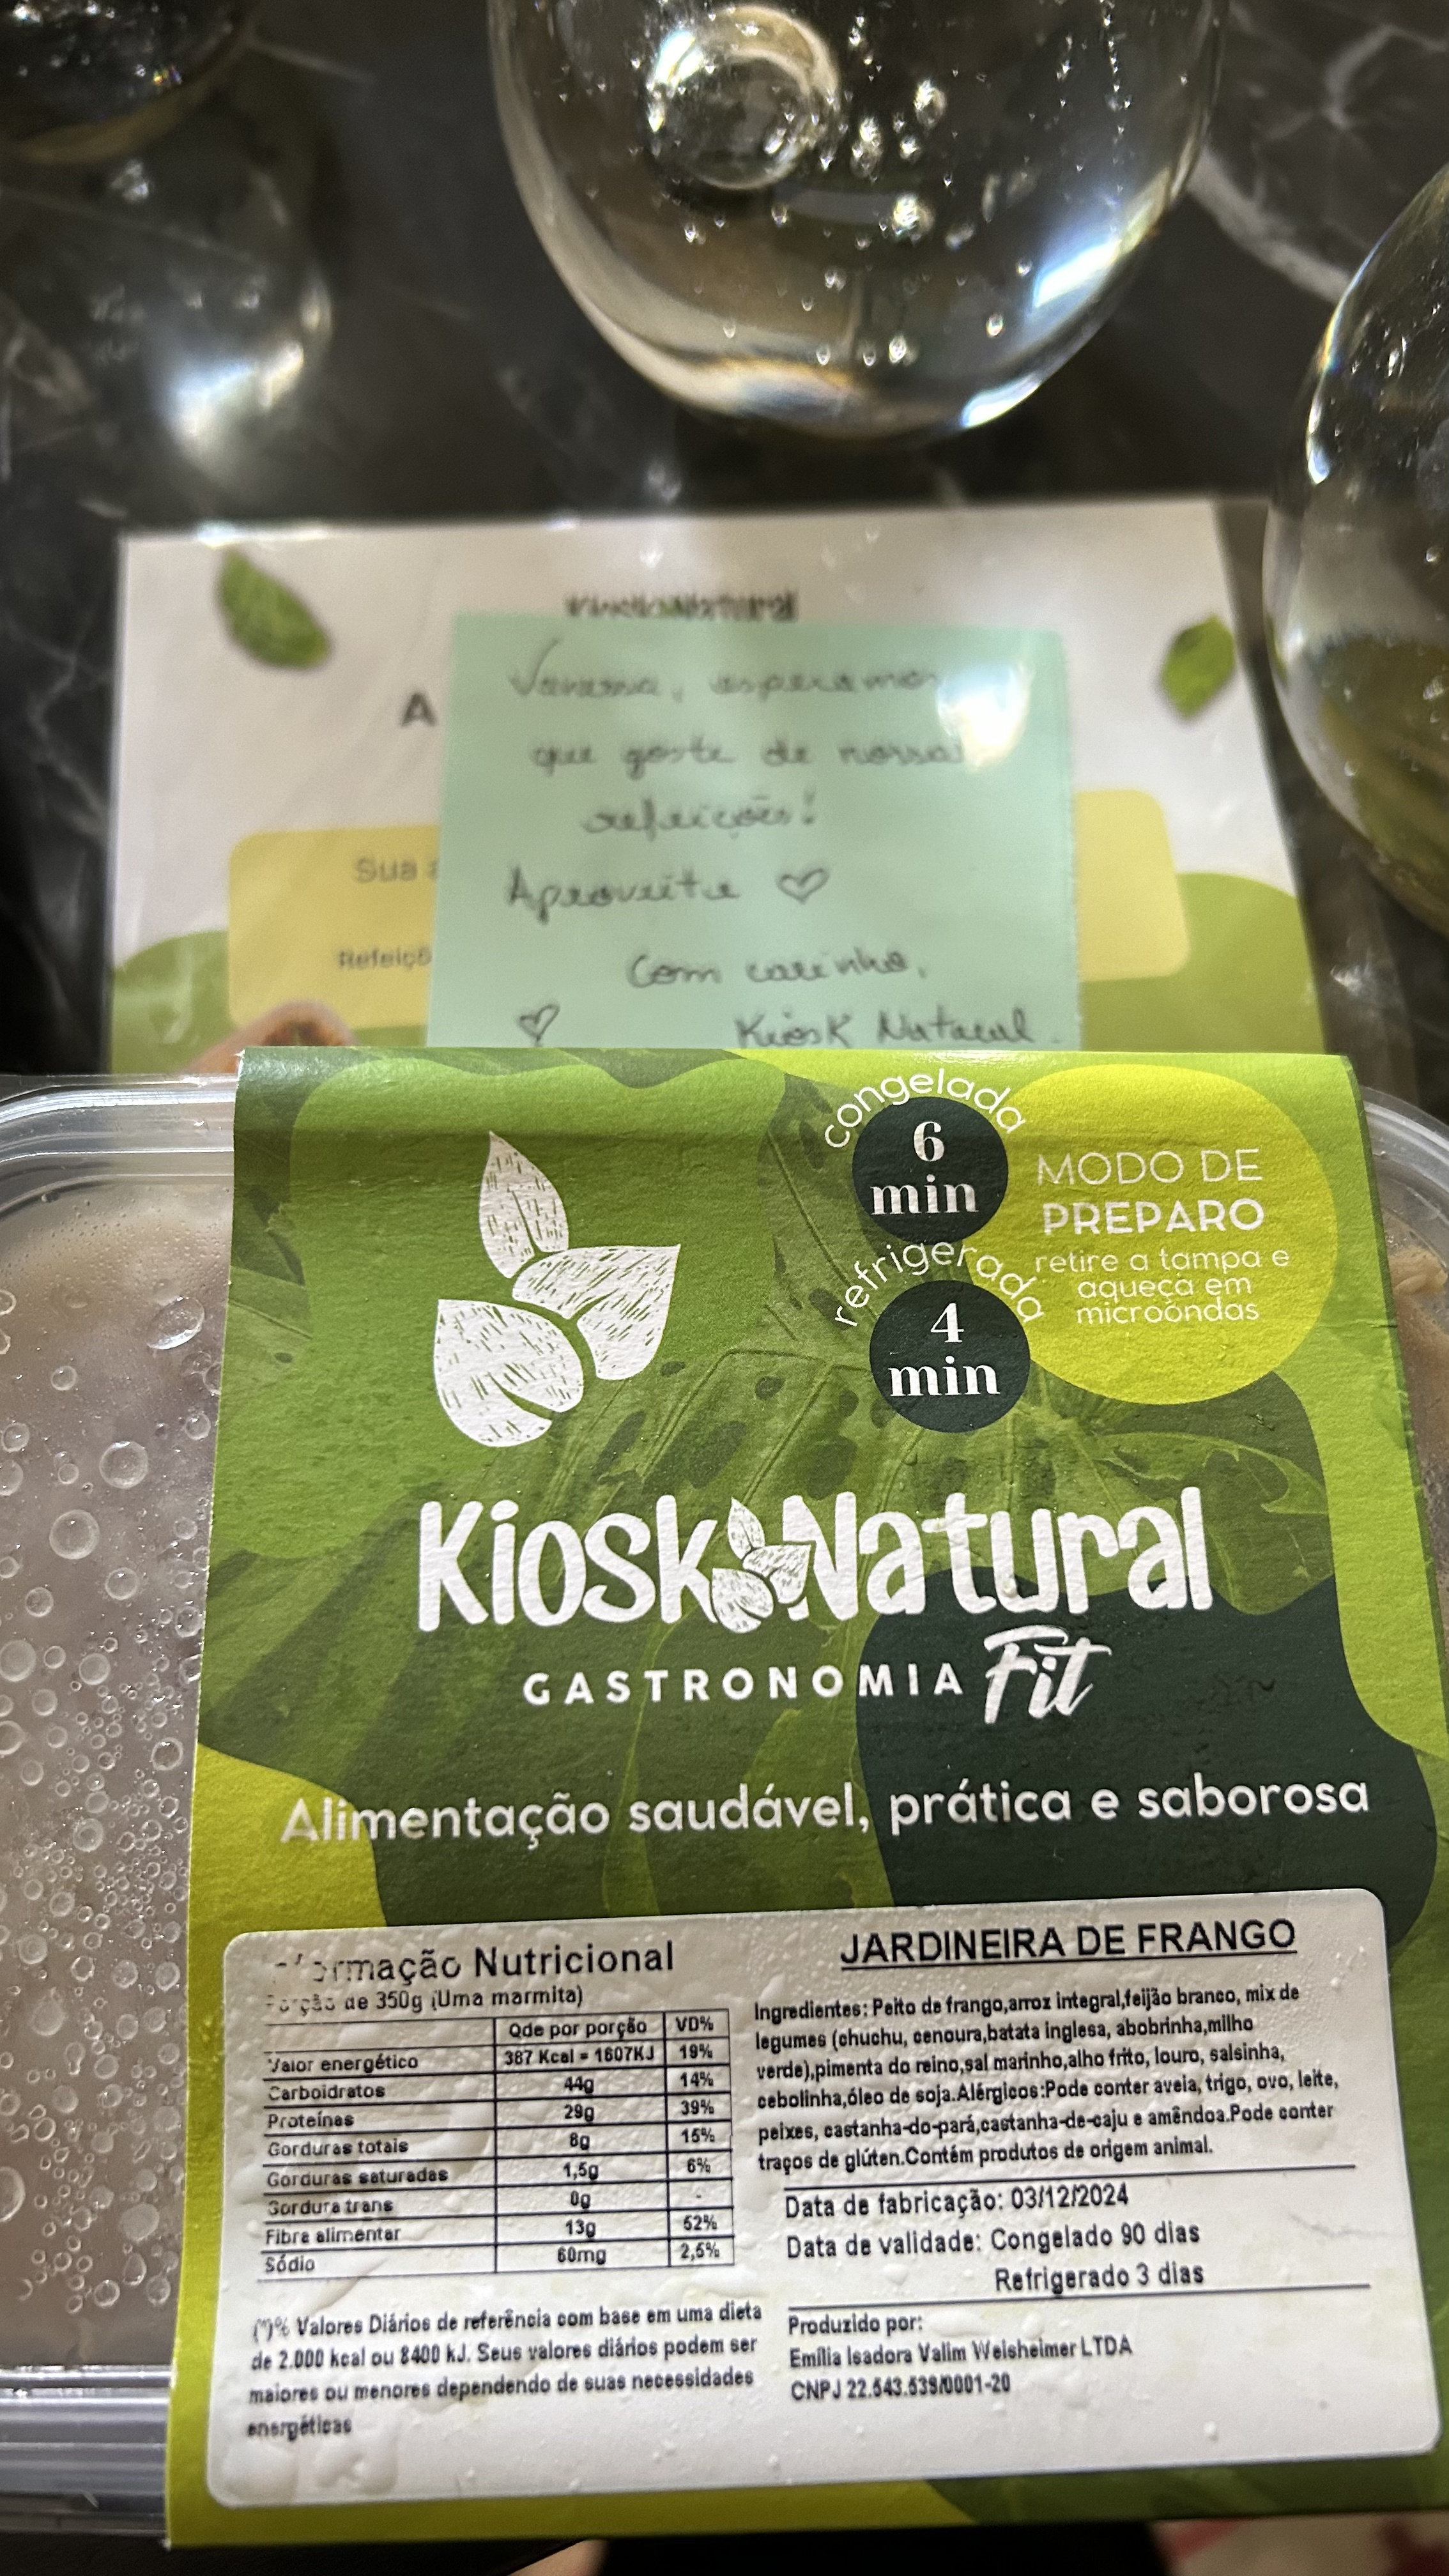 KioskNatural
A
Vanessa, esperamos
que goste de nossas
refeições!
Aproveite ♡
Com carinho,
♡ Kiosk Natural.
Sua
Refeiçõ
congelada
6
min
refrigerada
4
min
MODO DE
PREPARO
retire a tampa e
aqueça em
microondas
Kiosk Natural
GASTRONOMIA Fit
Alimentação saudável, prática e saborosa
Informação Nutricional
Porção de 350g (Uma marmita)
Qde por porção VD%
Valor energético 387 Kcal = 1607KJ 19%
Carboidratos 44g 14%
Proteínas 29g 39%
Gorduras totais 8g 15%
Gorduras saturadas 1,5g 6%
Gordura trans 0g -
Fibra alimentar 13g 52%
Sódio 60mg 2,5%
(*)% Valores Diários de referência com base em uma dieta
de 2.000 kcal ou 8400 kJ. Seus valores diários podem ser
maiores ou menores dependendo de suas necessidades
energéticas
JARDINEIRA DE FRANGO
Ingredientes: Peito de frango,arroz integral,feijão branco, mix de
legumes (chuchu, cenoura,batata inglesa, abobrinha,milho
verde),pimenta do reino,sal marinho,alho frito, louro, salsinha,
cebolinha,óleo de soja.Alérgicos:Pode conter aveia, trigo, ovo, leite,
peixes, castanha-do-pará,castanha-de-caju e amêndoa.Pode conter
traços de glúten.Contém produtos de origem animal.
Data de fabricação: 03/12/2024
Data de validade: Congelado 90 dias
Refrigerado 3 dias
Produzido por:
Emília Isadora Valim Weisheimer LTDA
CNPJ 22.543.539/0001-20